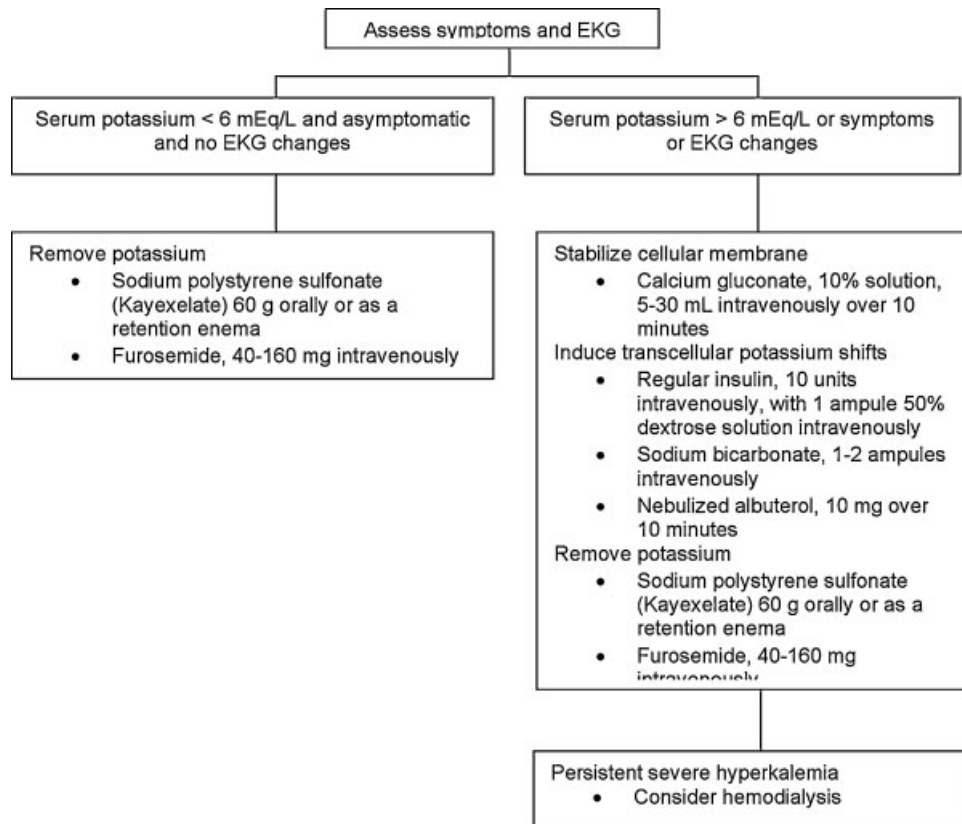 Assess symptoms and EKG
Serum potassium < 6 mEq/L and asymptomatic
and no EKG changes
Serum potassium > 6 mEq/L or symptoms
or EKG changes
Remove potassium
• Sodium polystyrene sulfonate
(Kayexelate) 60 g orally or as a
retention enema
• Furosemide, 40-160 mg intravenously
Stabilize cellular membrane
• Calcium gluconate, 10% solution,
5-30 mL intravenously over 10
minutes
Induce transcellular potassium shifts
• Regular insulin, 10 units
intravenously, with 1 ampule 50%
dextrose solution intravenously
• Sodium bicarbonate, 1-2 ampules
intravenously
• Nebulized albuterol, 10 mg over
10 minutes
Remove potassium
• Sodium polystyrene sulfonate
(Kayexelate) 60 g orally or as a
retention enema
• Furosemide, 40-160 mg
intravenously
Persistent severe hyperkalemia
• Consider hemodialysis